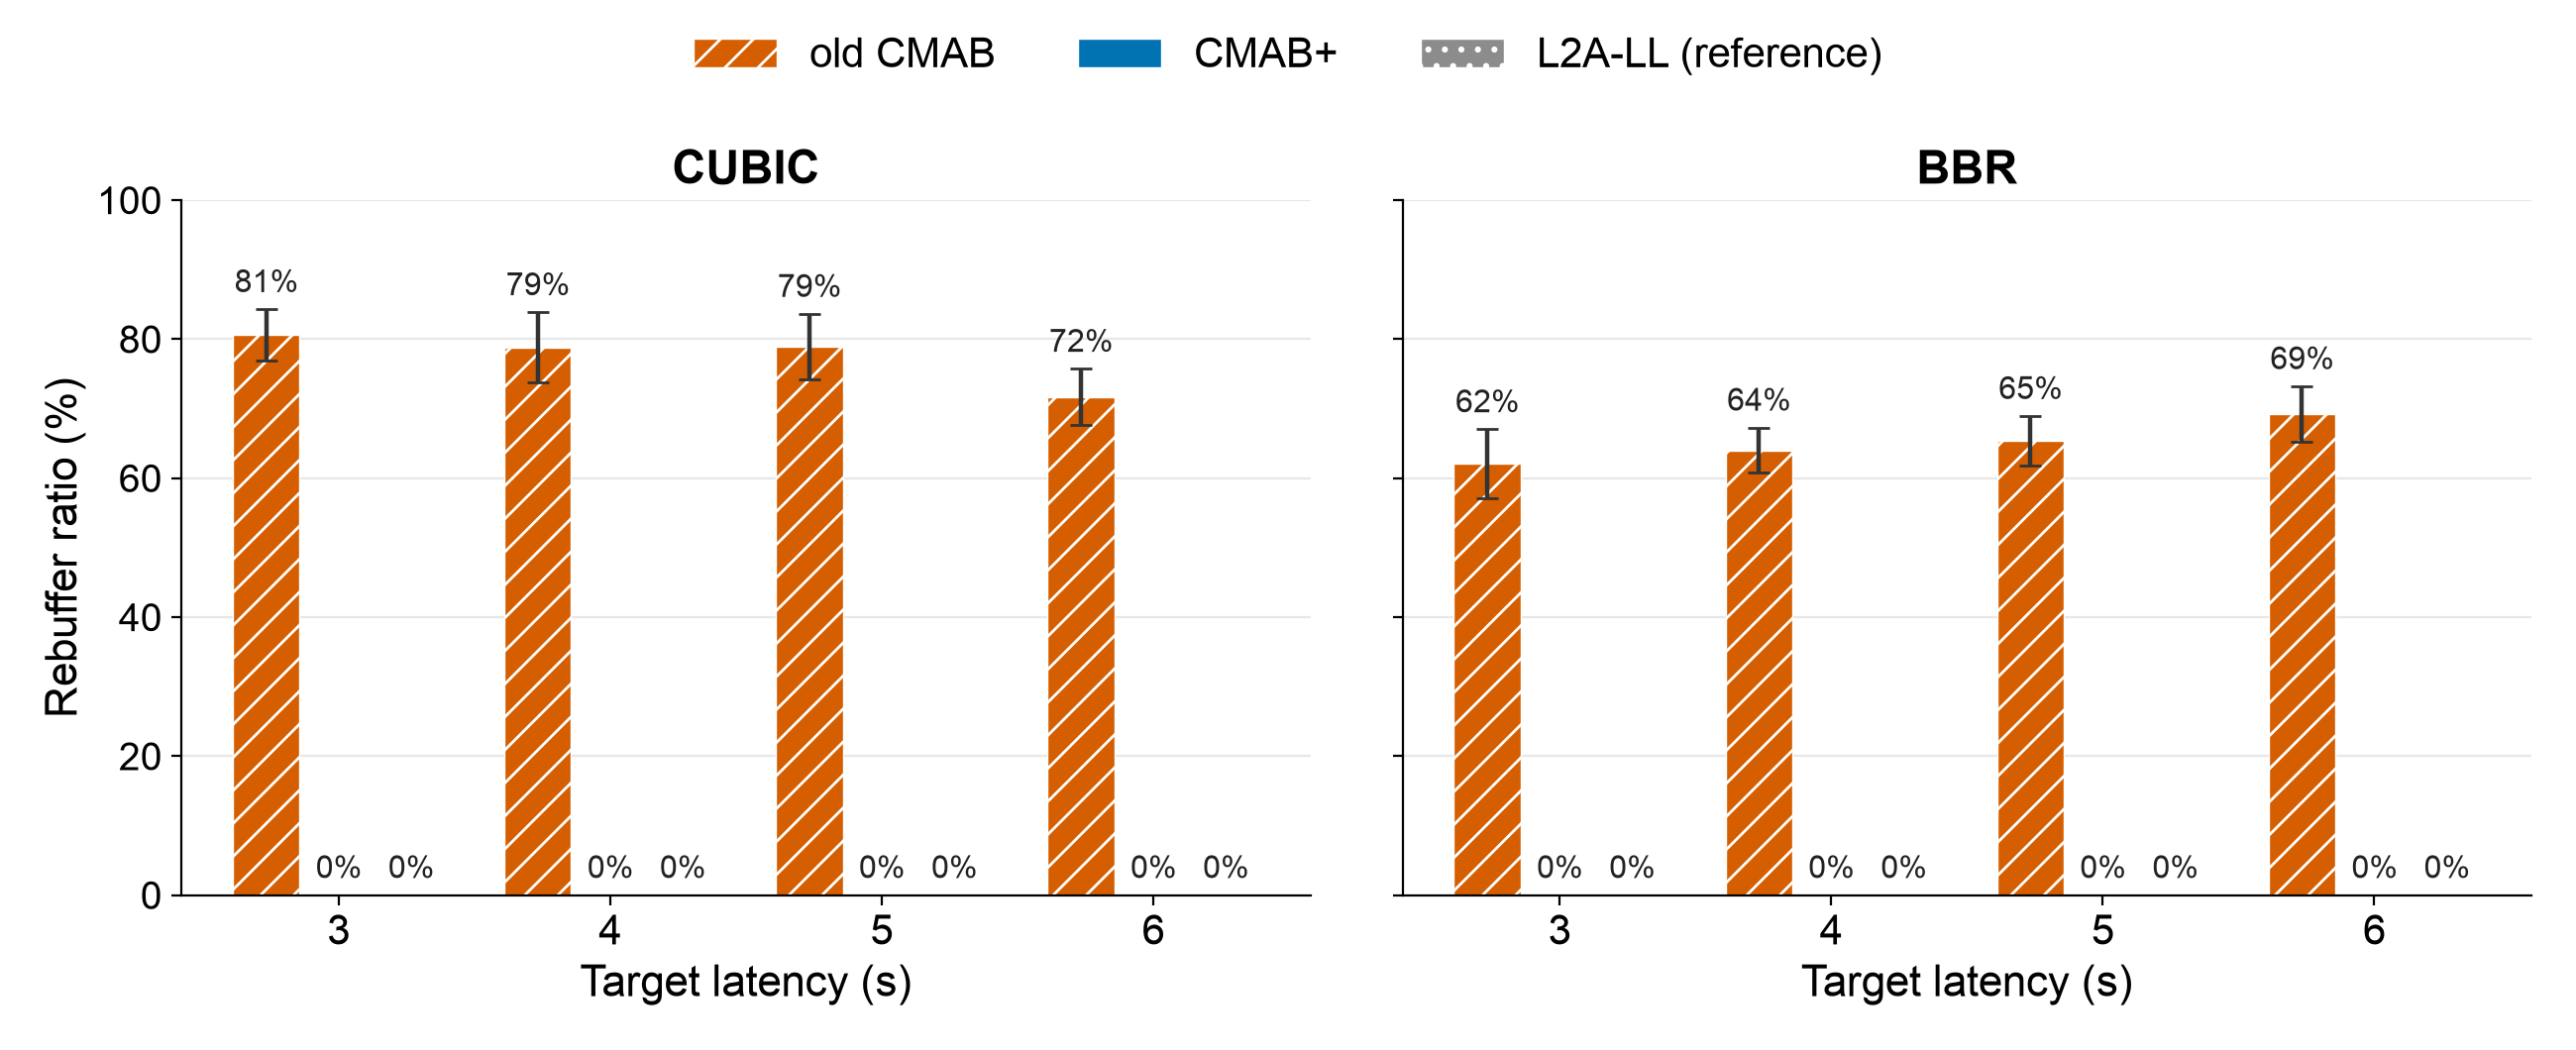 old CMAB CMAB+ L2A-LL (reference)
CUBIC
100
80
60
40
20
0
Rebuffer ratio (%)
81% 79% 79% 72%
0% 0% 0% 0% 0% 0% 0% 0%
3 4 5 6
Target latency (s)
BBR
62% 64% 65% 69%
0% 0% 0% 0% 0% 0% 0% 0%
3 4 5 6
Target latency (s)